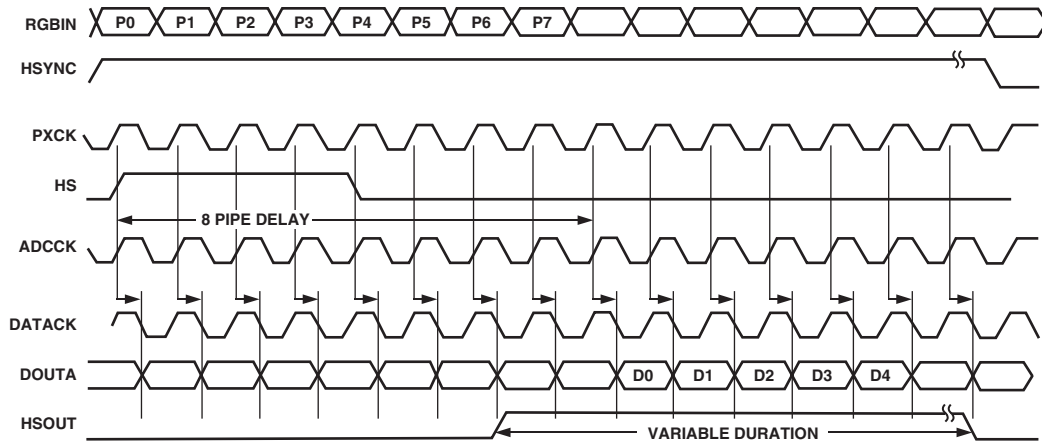 RGBIN P0 P1 P2 P3 P4 P5 P6 P7
HSYNC
PXCK
HS
8 PIPE DELAY
ADCCK
DATACK
DOUTA D0 D1 D2 D3 D4
HSOUT
VARIABLE DURATION